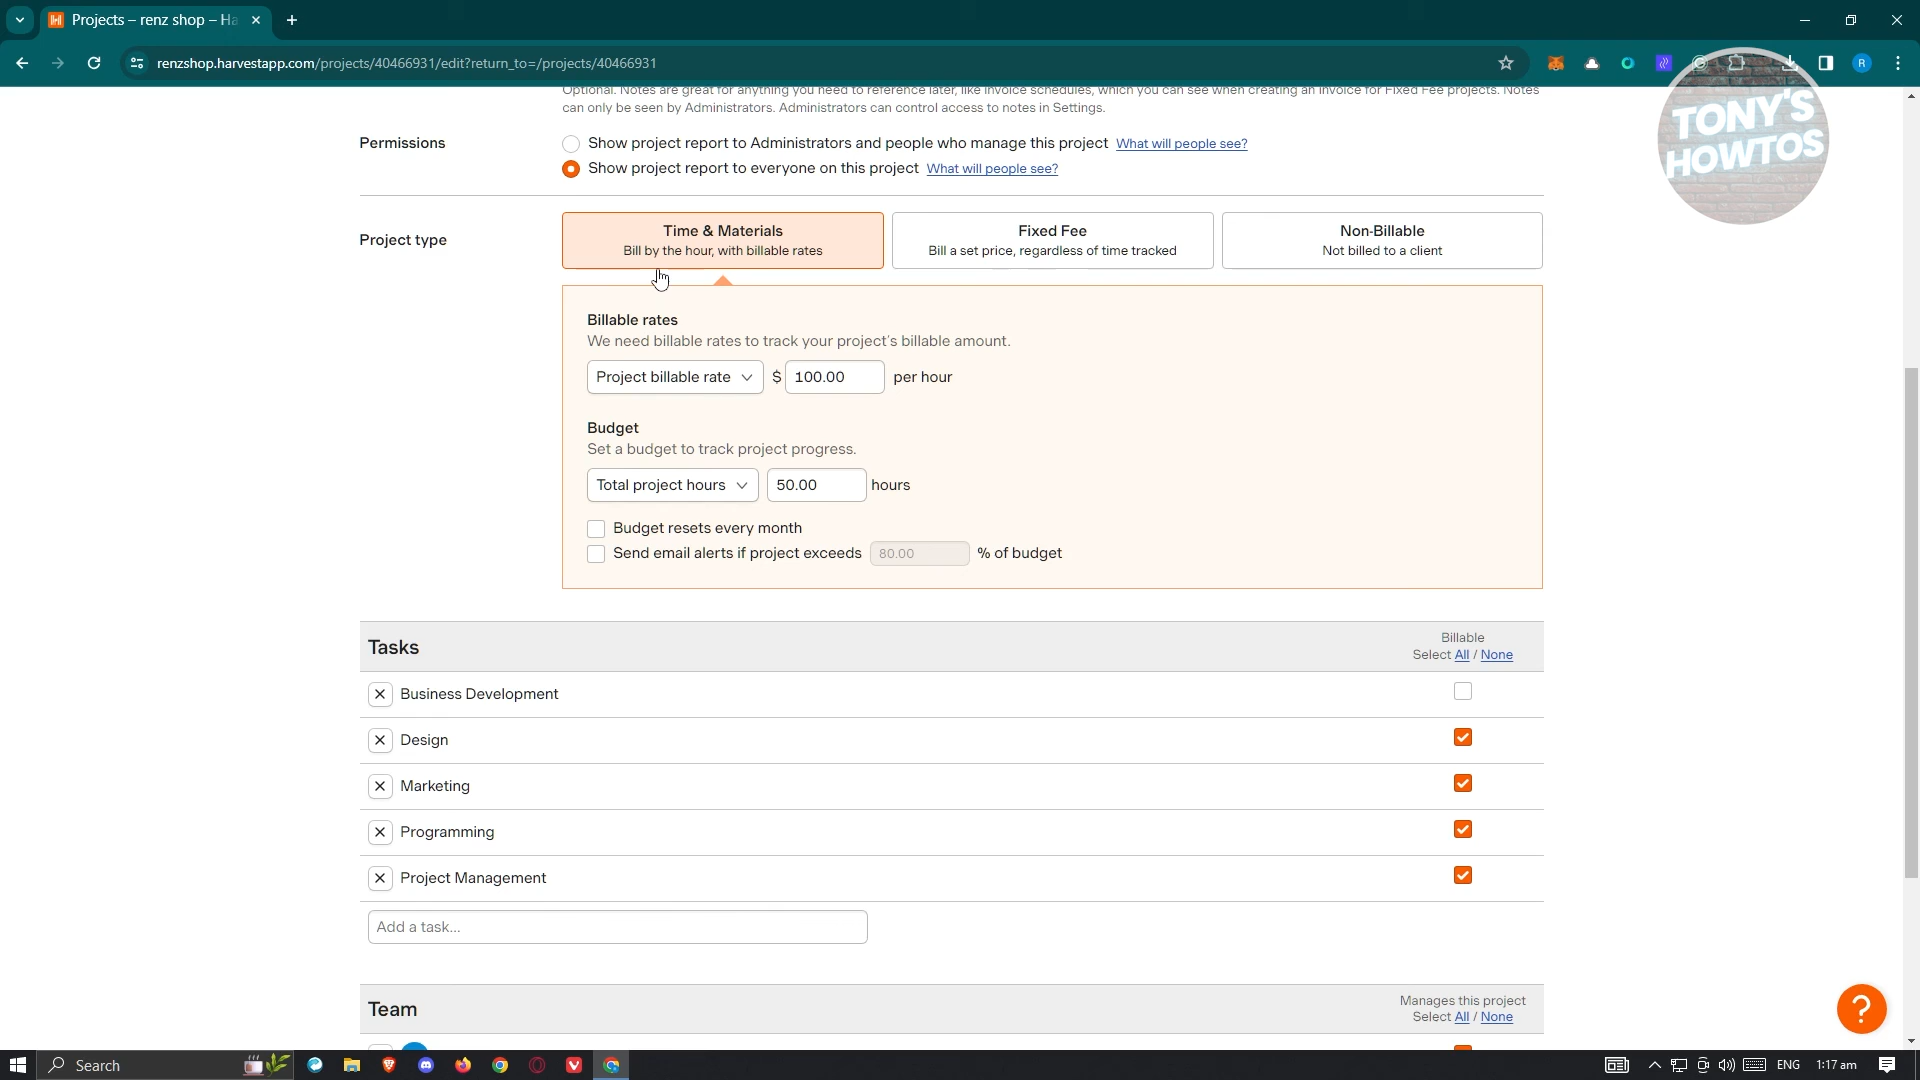 Projects – renz shop – Ha
renzshop.harvestapp.com/projects/40466931/edit?return_to=/projects/40466931
R
TONY'S
HOWTOS
Optional. Notes are great for anything you need to reference later, like invoice schedules, which you can see when creating an invoice for Fixed Fee projects. Notes
can only be seen by Administrators. Administrators can control access to notes in Settings.
Permissions
Show project report to Administrators and people who manage this project What will people see?
Show project report to everyone on this project What will people see?
Project type
Time & Materials
Bill by the hour, with billable rates
Fixed Fee
Bill a set price, regardless of time tracked
Non-Billable
Not billed to a client
Billable rates
We need billable rates to track your project's billable amount.
Project billable rate $ 100.00 per hour
Budget
Set a budget to track project progress.
Total project hours 50.00 hours
Budget resets every month
Send email alerts if project exceeds 80.00 % of budget
Tasks
Billable
Select All / None
Business Development
Design
Marketing
Programming
Project Management
Add a task...
Team
Manages this project
Select All / None
?
Search
ENG
1:17 am